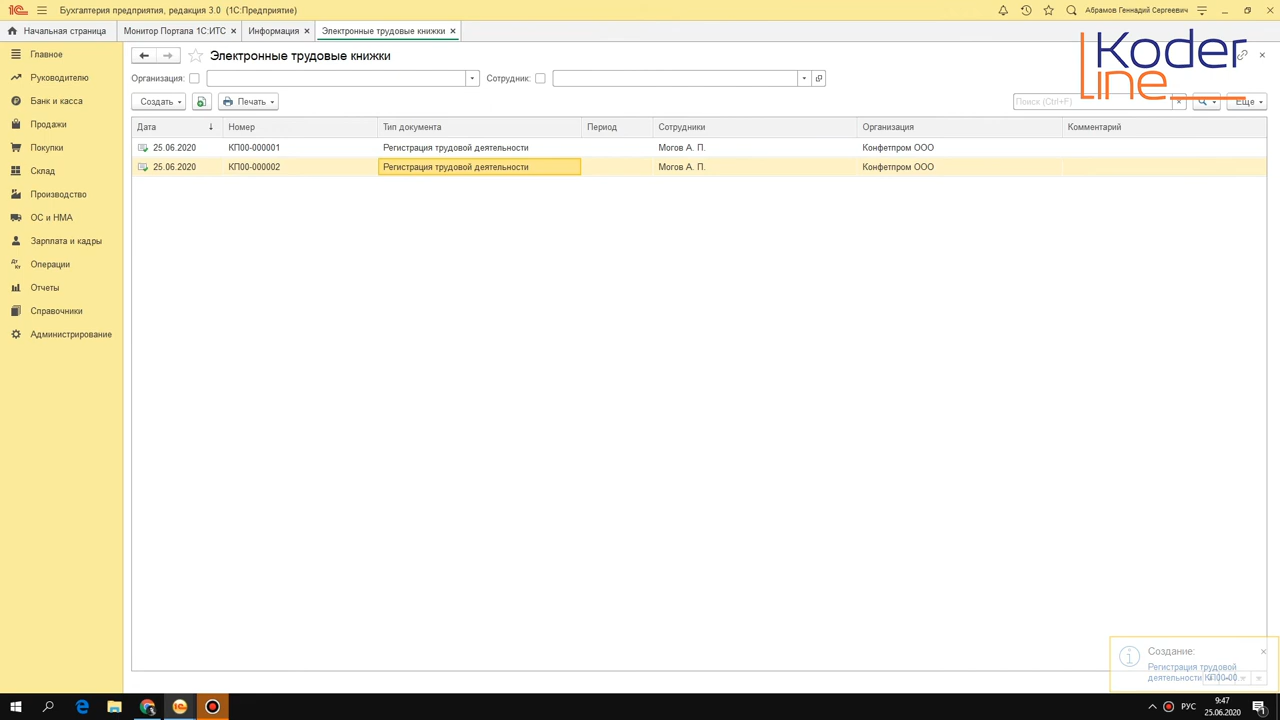 1С Бухгалтерия предприятия, редакция 3.0 (1С:Предприятие) Абрамов Геннадий Сергеевич
Начальная страница Монитор Портала 1С:ИТС × Информация × Электронные трудовые книжки ×
Koder
line
Главное
Руководителю
Банк и касса
Продажи
Покупки
Склад
Производство
ОС и НМА
Зарплата и кадры
Операции
Отчеты
Справочники
Администрирование
Электронные трудовые книжки
Организация: Сотрудник:
Создать Печать Поиск (Ctrl+F) × Еще
Дата ↓ Номер Тип документа Период Сотрудники Организация Комментарий
25.06.2020 КП00-000001 Регистрация трудовой деятельности Могов А. П. Конфетпром ООО
25.06.2020 КП00-000002 Регистрация трудовой деятельности Могов А. П. Конфетпром ООО
Создание: ×
Регистрация трудовой
деятельности
РУС
9:47
25.06.2020
1